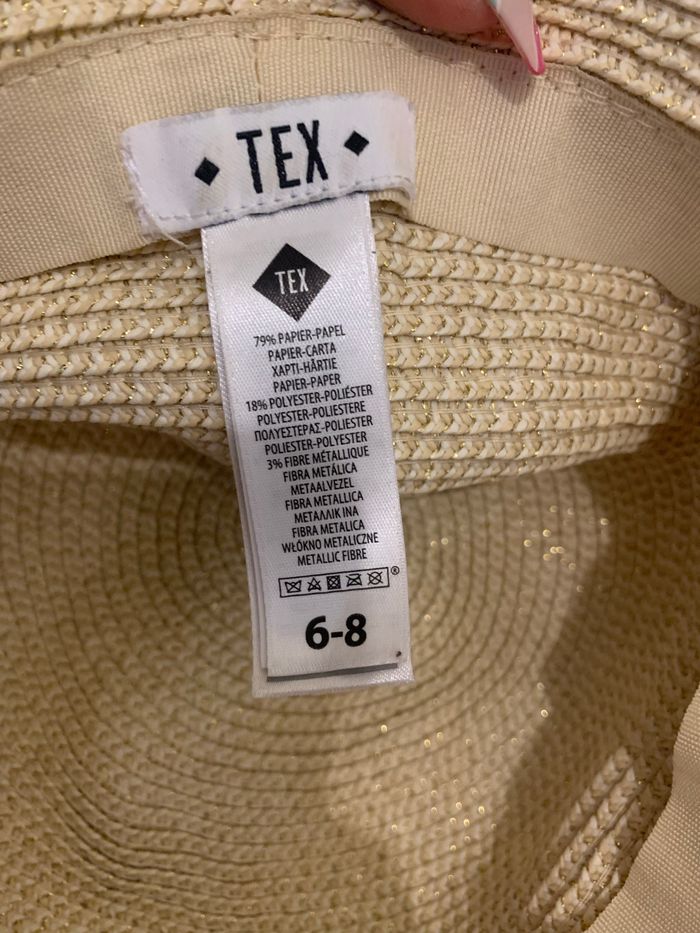 TEX
TEX
79% PAPIER-PAPEL
PAPIER-CARTA
ΧΑΡΤΙ-HÂRTIE
PAPIER-PAPER
18% POLYESTER-POLIÉSTER
POLYESTER-POLIESTERE
ΠΟΛΥΕΣΤΕΡΑΣ-POLIESTER
POLIESTER-POLYESTER
3% FIBRE MÉTALLIQUE
FIBRA METÁLICA
METAALVEZEL
FIBRA METALLICA
ΜΕΤΑΛΛΙΚ ΙΝΑ
FIBRA METALICA
WŁÓKNO METALICZNE
METALLIC FIBRE
®
6-8